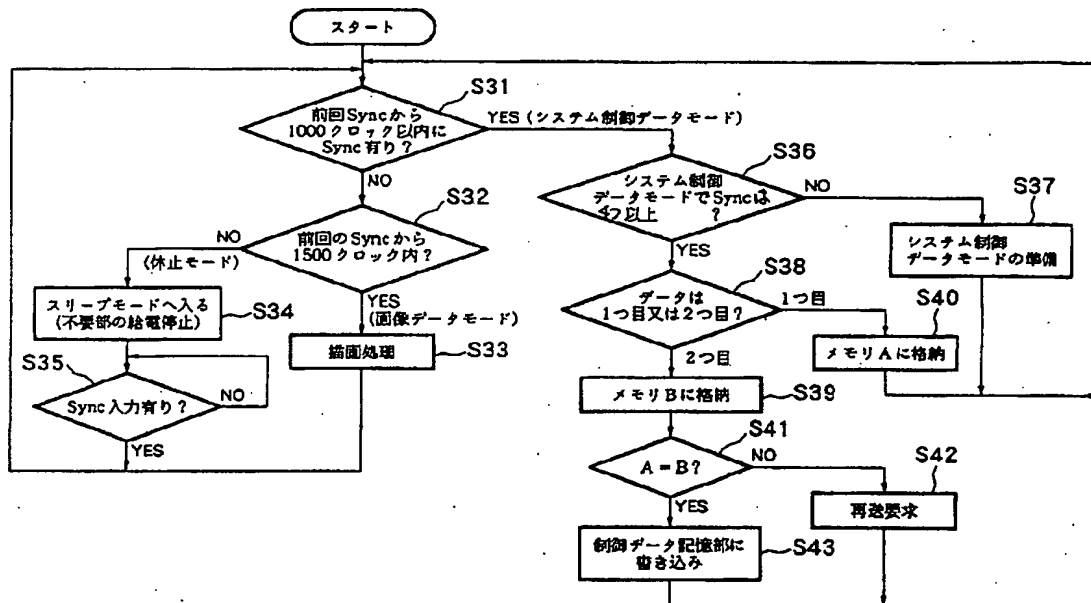 スタート
S31
前回Syncから
1000クロック以内に
Sync有り?
YES (システム制御データモード)
NO
S32
前回のSyncから
1500クロック内?
NO
(休止モード)
YES
(画像データモード)
スリープモードへ入る
(不要部の給電停止)
S34
描画処理
S33
S35
Sync入力有り?
NO
YES
S36
システム制御
データモードでSyncは
4つ以上 ?
NO
YES
S37
システム制御
データモードの準備
S38
データは
1つ目又は2つ目?
1つ目
2つ目
S40
メモリAに格納
メモリBに格納
S39
S41
A=B?
NO
YES
S42
再送要求
制御データ記憶部に
書き込み
S43